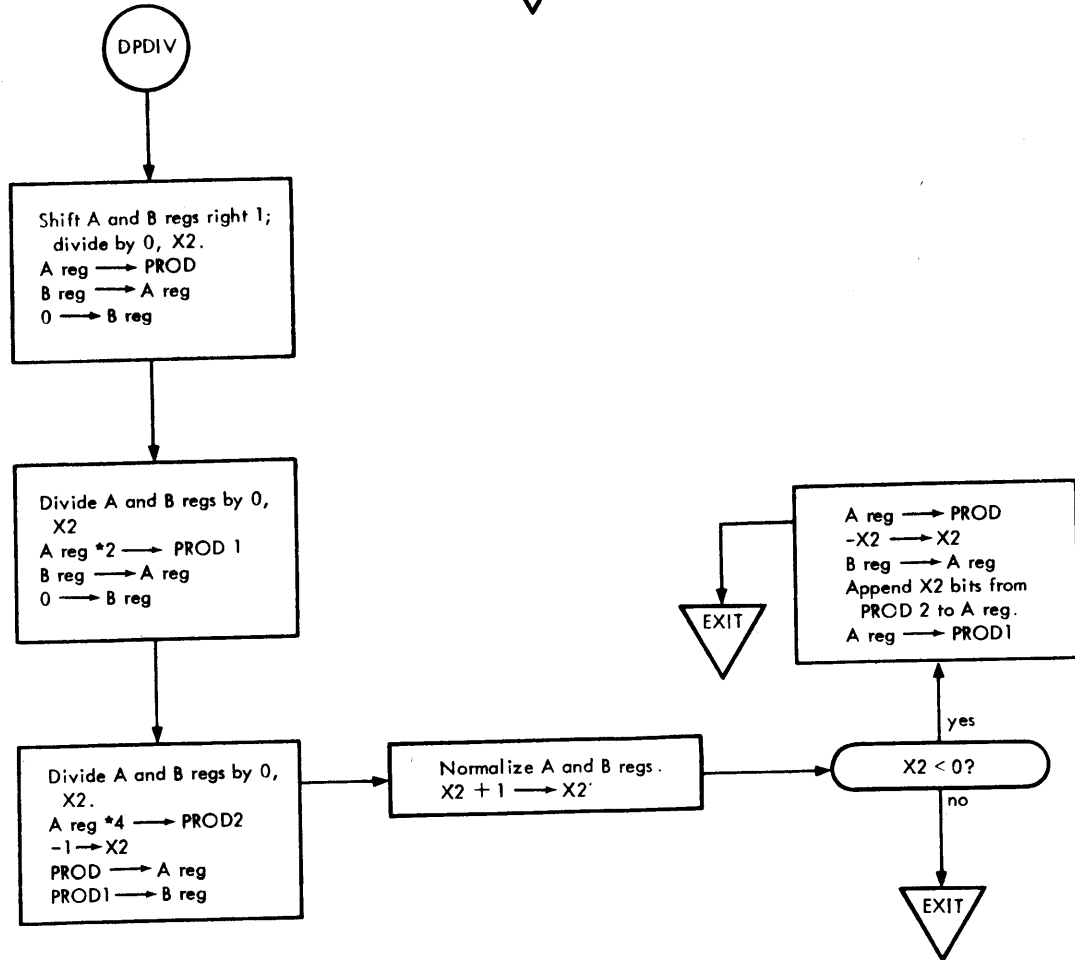 DPDIV
Shift A and B regs right 1;
divide by 0, X2.
A reg → PROD
B reg → A reg
0 → B reg
Divide A and B regs by 0,
X2
A reg *2 → PROD 1
B reg → A reg
0 → B reg
Divide A and B regs by 0,
X2.
A reg *4 → PROD2
-1 → X2
PROD → A reg
PROD1 → B reg
Normalize A and B regs.
X2 + 1 → X2
X2 < 0?
yes
no
A reg → PROD
-X2 → X2
B reg → A reg
Append X2 bits from
PROD 2 to A reg.
A reg → PROD1
EXIT
EXIT